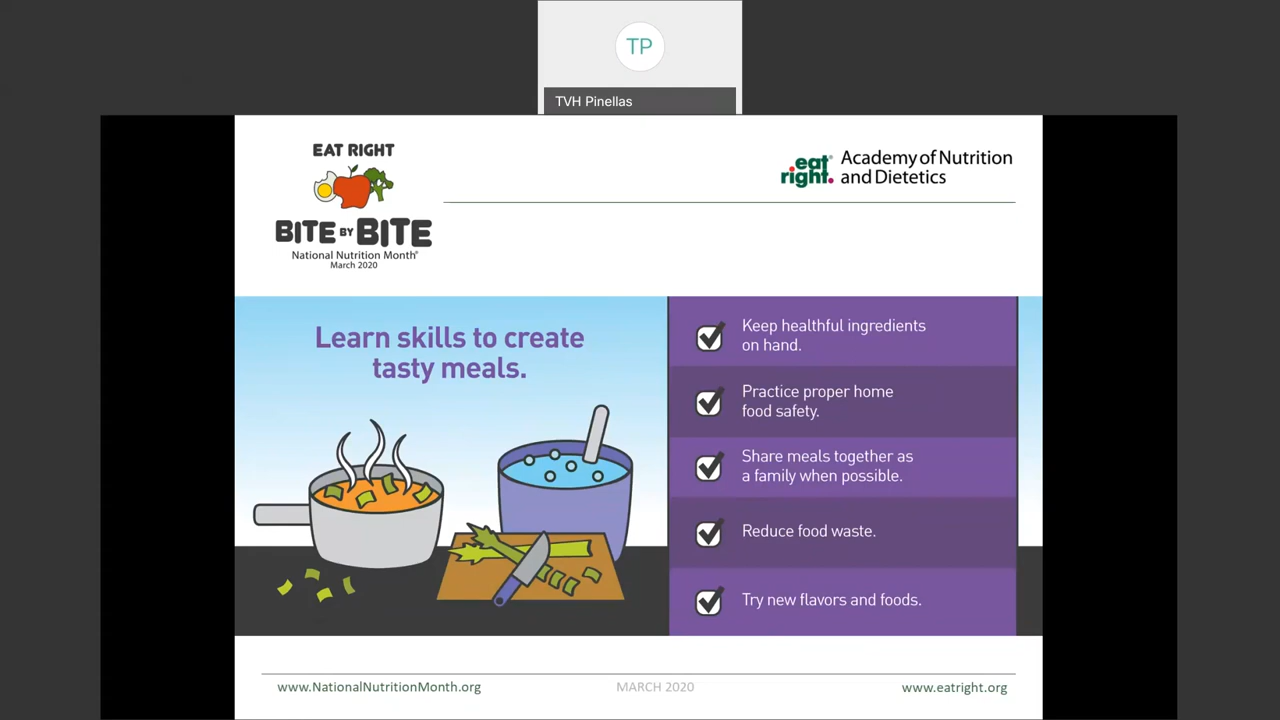 TP
TVH Pinellas
EAT RIGHT
BITE BY BITE
National Nutrition Month®
March 2020
eat right.® Academy of Nutrition
and Dietetics
Learn skills to create
tasty meals.
Keep healthful ingredients
on hand.
Practice proper home
food safety.
Share meals together as
a family when possible.
Reduce food waste.
Try new flavors and foods.
www.NationalNutritionMonth.org
MARCH 2020
www.eatright.org